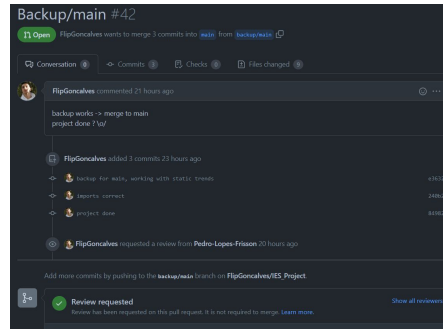 Backup/main #42
Open FlipGoncalves wants to merge 3 commits into main from backup/main
Conversation 0 Commits 3 Checks 0 Files changed
FlipGoncalves commented 21 hours ago
backup works -> merge to main
project done ? \o/
FlipGoncalves added 3 commits 23 hours ago
backup for main, working with static trends
imports correct
project done
FlipGoncalves requested a review from Pedro-Lopes-Frisson 20 hours ago
Add more commits by pushing to the backup/main branch on FlipGoncalves/IES_Project.
Review requested Show all reviewers
Review has been requested on this pull request. It is not required to merge. Learn more.